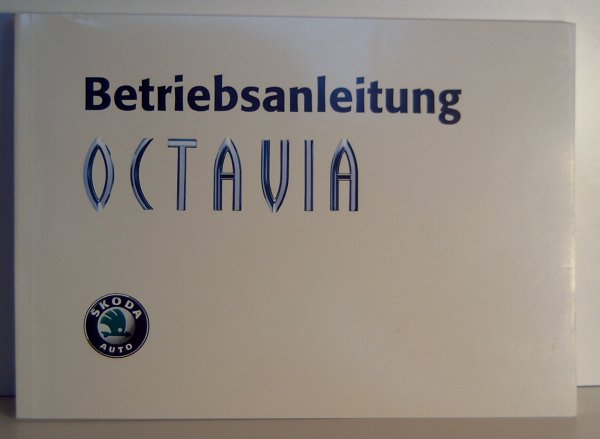 Betriebsanleitung
OCTAVIA
ŠKODA
AUTO